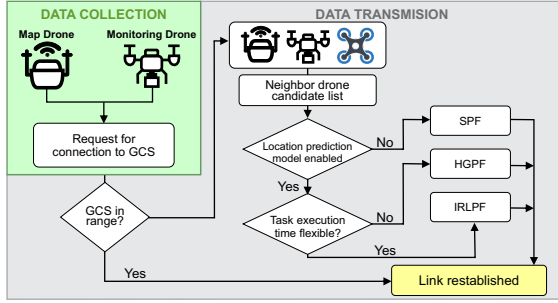 DATA COLLECTION
DATA TRANSMISION
Map Drone
Monitoring Drone
Request for
connection to GCS
GCS in
range?
Yes
Neighbor drone
candidate list
Location prediction
model enabled
No
Yes
Task execution
time flexible?
No
Yes
SPF
HGPF
IRLPF
Link restablished